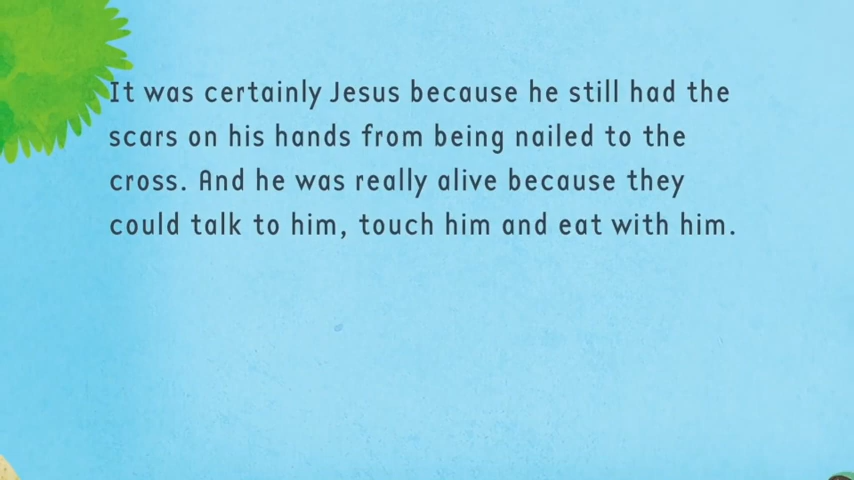 It was certainly Jesus because he still had the
scars on his hands from being nailed to the
cross. And he was really alive because they
could talk to him, touch him and eat with him.